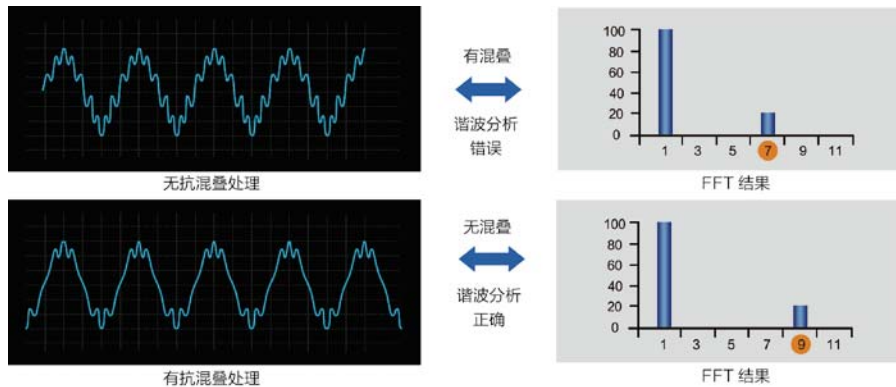 有混叠
谐波分析
错误
100
80
60
40
20
0
1 3 5 7 9 11
无抗混叠处理
FFT 结果
无混叠
谐波分析
正确
100
80
60
40
20
0
1 3 5 7 9 11
有抗混叠处理
FFT 结果